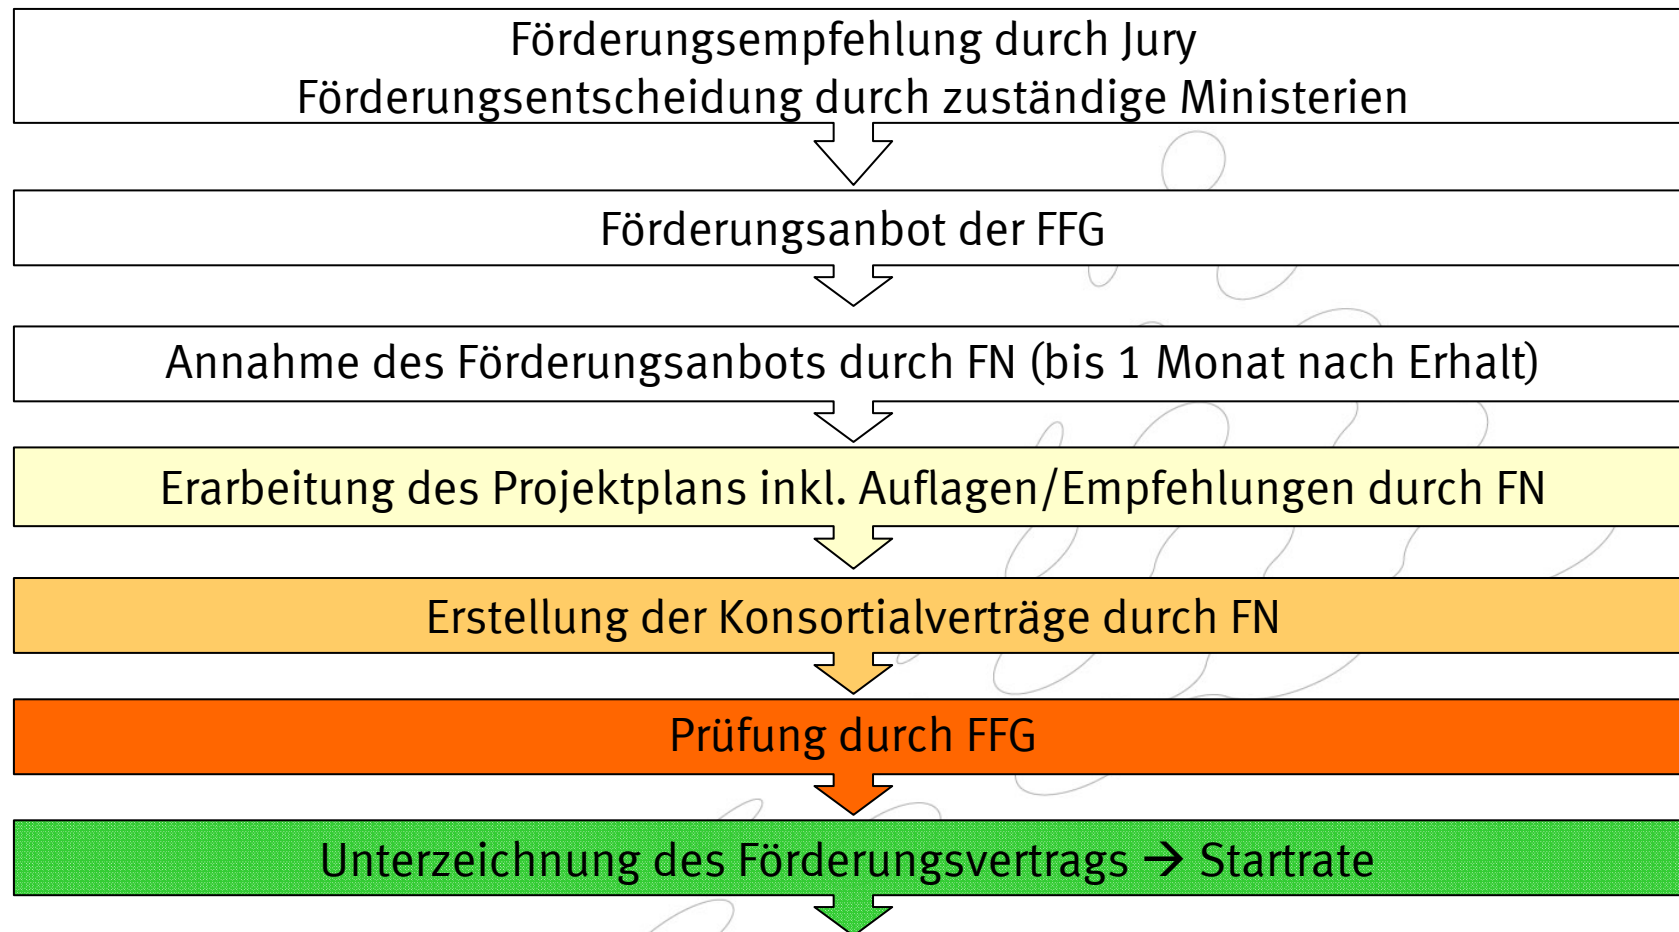 Förderungsempfehlung durch Jury
Förderungsentscheidung durch zuständige Ministerien
Förderungsanbot der FFG
Annahme des Förderungsanbots durch FN (bis 1 Monat nach Erhalt)
Erarbeitung des Projektplans inkl. Auflagen/Empfehlungen durch FN
Erstellung der Konsortialverträge durch FN
Prüfung durch FFG
Unterzeichnung des Förderungsvertrags → Startrate